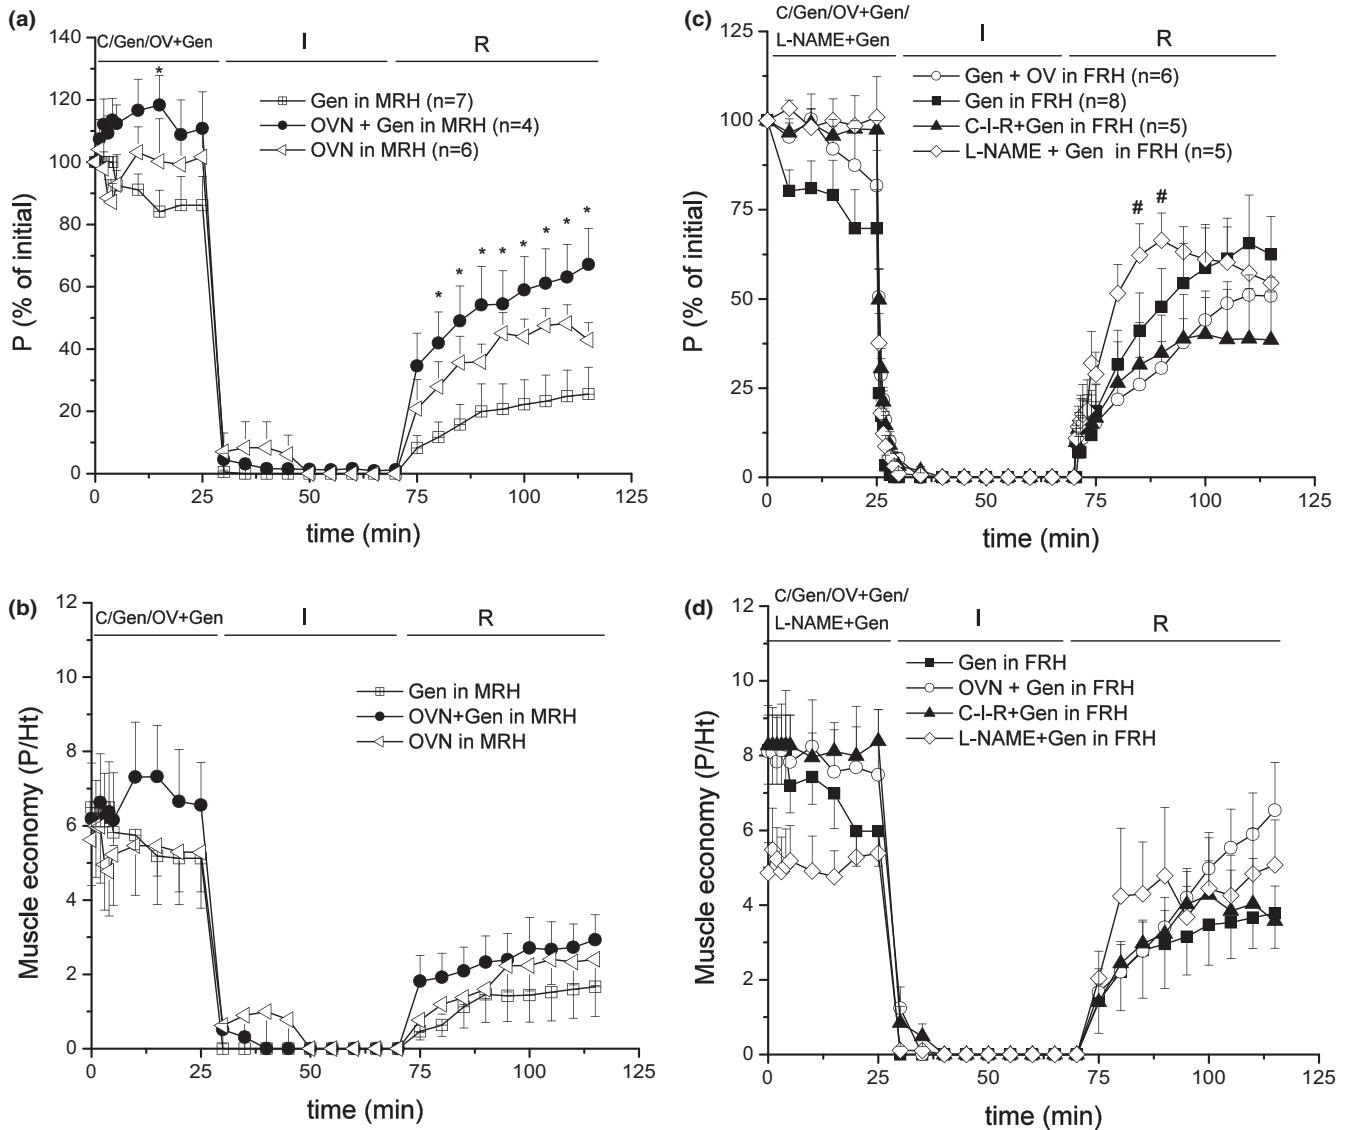 (a)
C/Gen/OV+Gen
I
R
Gen in MRH (n=7)
OVN + Gen in MRH (n=4)
OVN in MRH (n=6)
*
* * * * * * * *
P (% of initial)
140
120
100
80
60
40
20
0
0 25 50 75 100 125
time (min)
(c)
C/Gen/OV+Gen/
L-NAME+Gen
I
R
Gen + OV in FRH (n=6)
Gen in FRH (n=8)
C-I-R+Gen in FRH (n=5)
L-NAME + Gen in FRH (n=5)
# #
P (% of initial)
125
100
75
50
25
0
0 25 50 75 100 125
time (min)
(b)
C/Gen/OV+Gen
I
R
Gen in MRH
OVN+Gen in MRH
OVN in MRH
Muscle economy (P/Ht)
12
10
8
6
4
2
0
0 25 50 75 100 125
time (min)
(d)
C/Gen/OV+Gen/
L-NAME+Gen
I
R
Gen in FRH
OVN + Gen in FRH
C-I-R+Gen in FRH
L-NAME+Gen in FRH
Muscle economy (P/Ht)
12
10
8
6
4
2
0
0 25 50 75 100 125
time (min)